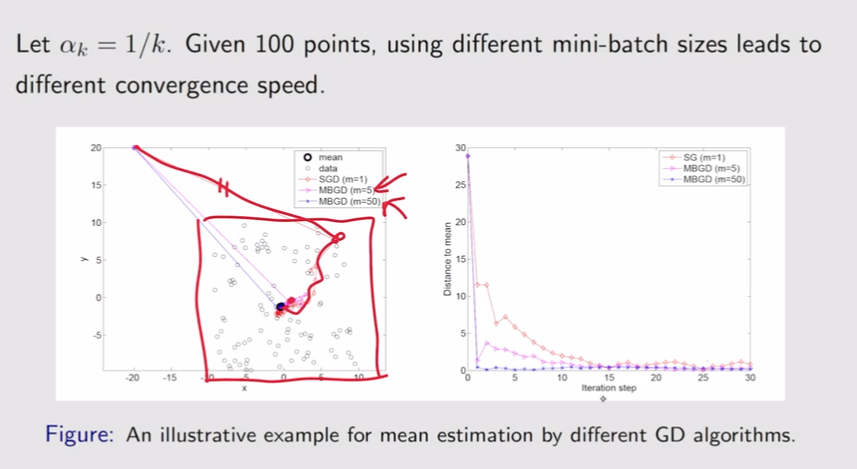 Let αₖ = 1/k. Given 100 points, using different mini-batch sizes leads to
different convergence speed.
20
15
10
5
0
-5
y
-20
-15
-10
-5
0
5
10
x
mean
data
SGD (m=1)
MBGD (m=5)
MBGD (m=50)
30
25
20
15
10
5
0
Distance to mean
0
5
10
15
20
25
30
Iteration step
SG (m=1)
MBGD (m=5)
MBGD (m=50)
Figure: An illustrative example for mean estimation by different GD algorithms.